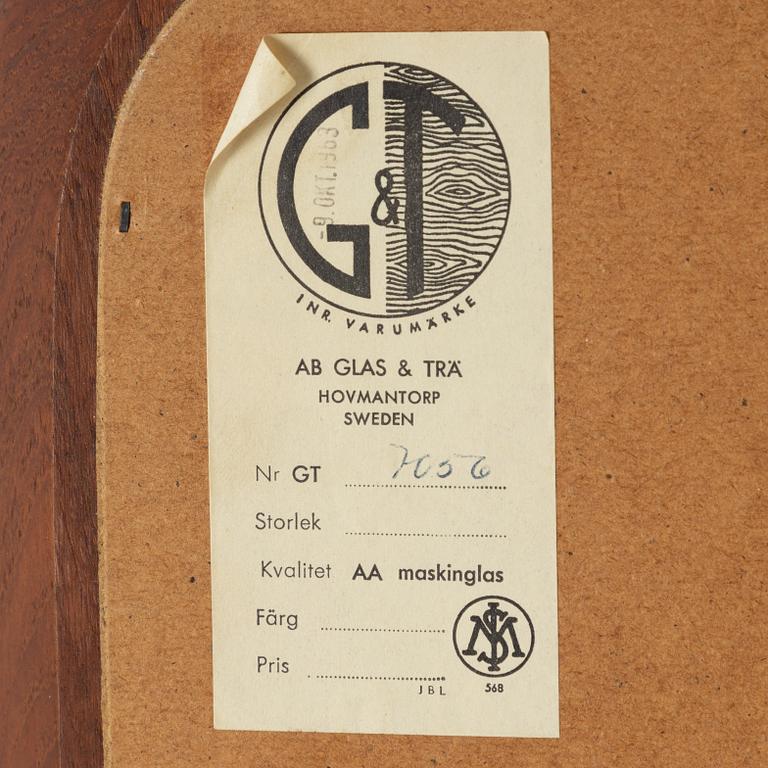 G&T
-9. OKT. 1963
INR. VARUMÄRKE
AB GLAS & TRÄ
HOVMANTORP
SWEDEN
Nr GT 7056
Storlek
Kvalitet AA maskinglas
Färg
Pris
JBL
SM
568